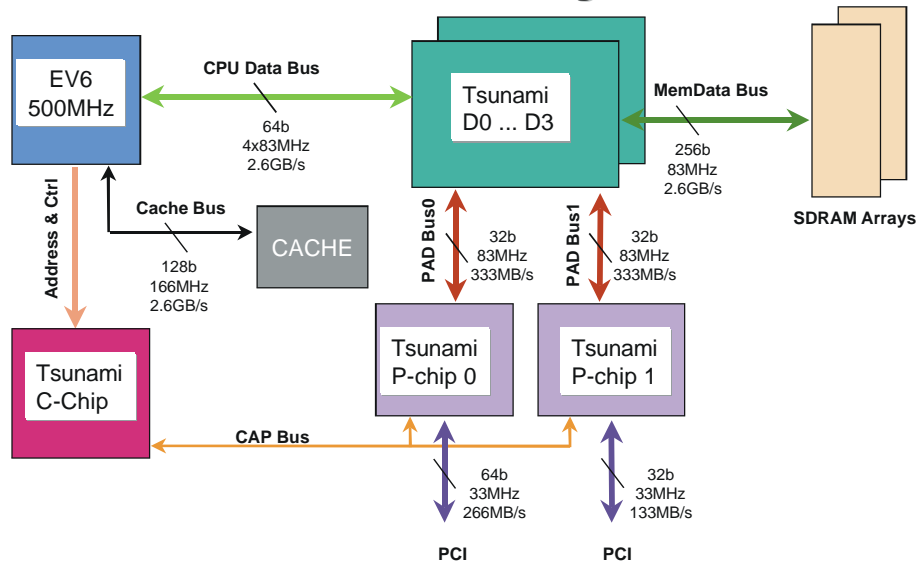 EV6
500MHz
CPU Data Bus
64b
4x83MHz
2.6GB/s
Tsunami
D0 ... D3
MemData Bus
256b
83MHz
2.6GB/s
SDRAM Arrays
Address & Ctrl
Cache Bus
128b
166MHz
2.6GB/s
CACHE
PAD Bus0
32b
83MHz
333MB/s
PAD Bus1
32b
83MHz
333MB/s
Tsunami
C-Chip
Tsunami
P-chip 0
Tsunami
P-chip 1
CAP Bus
64b
33MHz
266MB/s
32b
33MHz
133MB/s
PCI
PCI